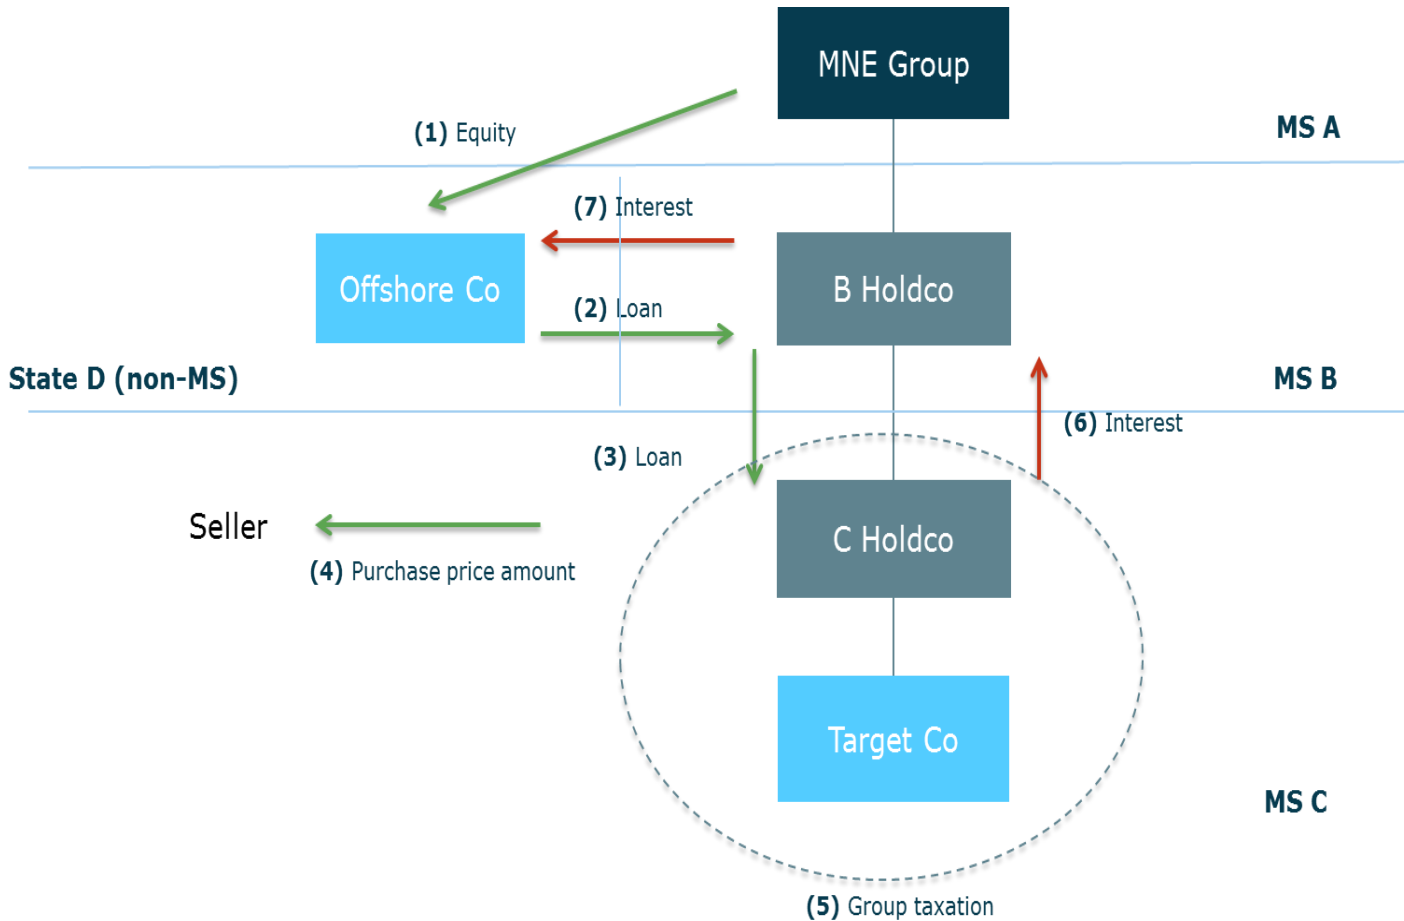 MNE Group
(1) Equity
MS A
(7) Interest
Offshore Co
B Holdco
(2) Loan
State D (non-MS)
MS B
(6) Interest
(3) Loan
Seller
C Holdco
(4) Purchase price amount
Target Co
MS C
(5) Group taxation